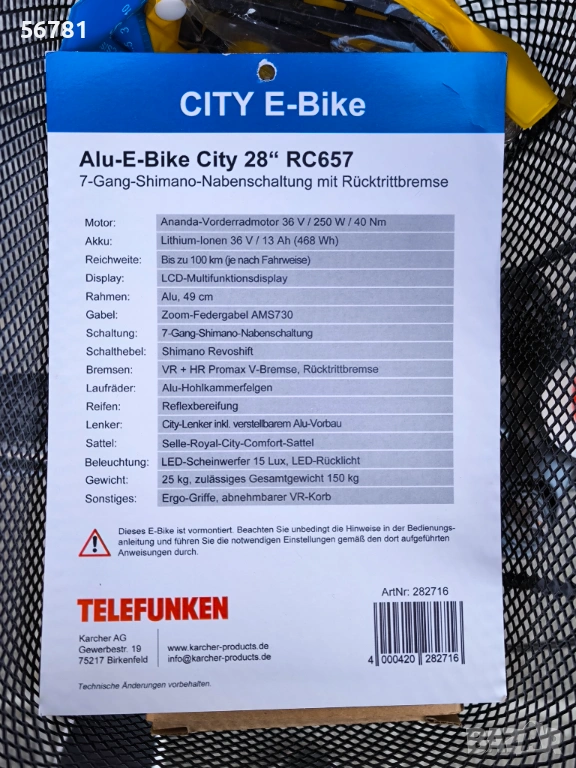 56781
CITY E-Bike
Alu-E-Bike City 28“ RC657
7-Gang-Shimano-Nabenschaltung mit Rücktrittbremse
Motor: Ananda-Vorderradmotor 36 V / 250 W / 40 Nm
Akku: Lithium-Ionen 36 V / 13 Ah (468 Wh)
Reichweite: Bis zu 100 km (je nach Fahrweise)
Display: LCD-Multifunktionsdisplay
Rahmen: Alu, 49 cm
Gabel: Zoom-Federgabel AMS730
Schaltung: 7-Gang-Shimano-Nabenschaltung
Schalthebel: Shimano Revoshift
Bremsen: VR + HR Promax V-Bremse, Rücktrittbremse
Laufräder: Alu-Hohlkammerfelgen
Reifen: Reflexbereifung
Lenker: City-Lenker inkl. verstellbarem Alu-Vorbau
Sattel: Selle-Royal-City-Comfort-Sattel
Beleuchtung: LED-Scheinwerfer 15 Lux, LED-Rücklicht
Gewicht: 25 kg, zulässiges Gesamtgewicht 150 kg
Sonstiges: Ergo-Griffe, abnehmbarer VR-Korb
Dieses E-Bike ist vormontiert. Beachten Sie unbedingt die Hinweise in der Bedienungs-
anleitung und führen Sie die notwendigen Einstellungen gemäß den dort aufgeführten
Anweisungen durch.
TELEFUNKEN
Karcher AG
Gewerbestr. 19
75217 Birkenfeld
www.karcher-products.de
info@karcher-products.de
ArtNr: 282716
4 000420 282716
Technische Änderungen vorbehalten.